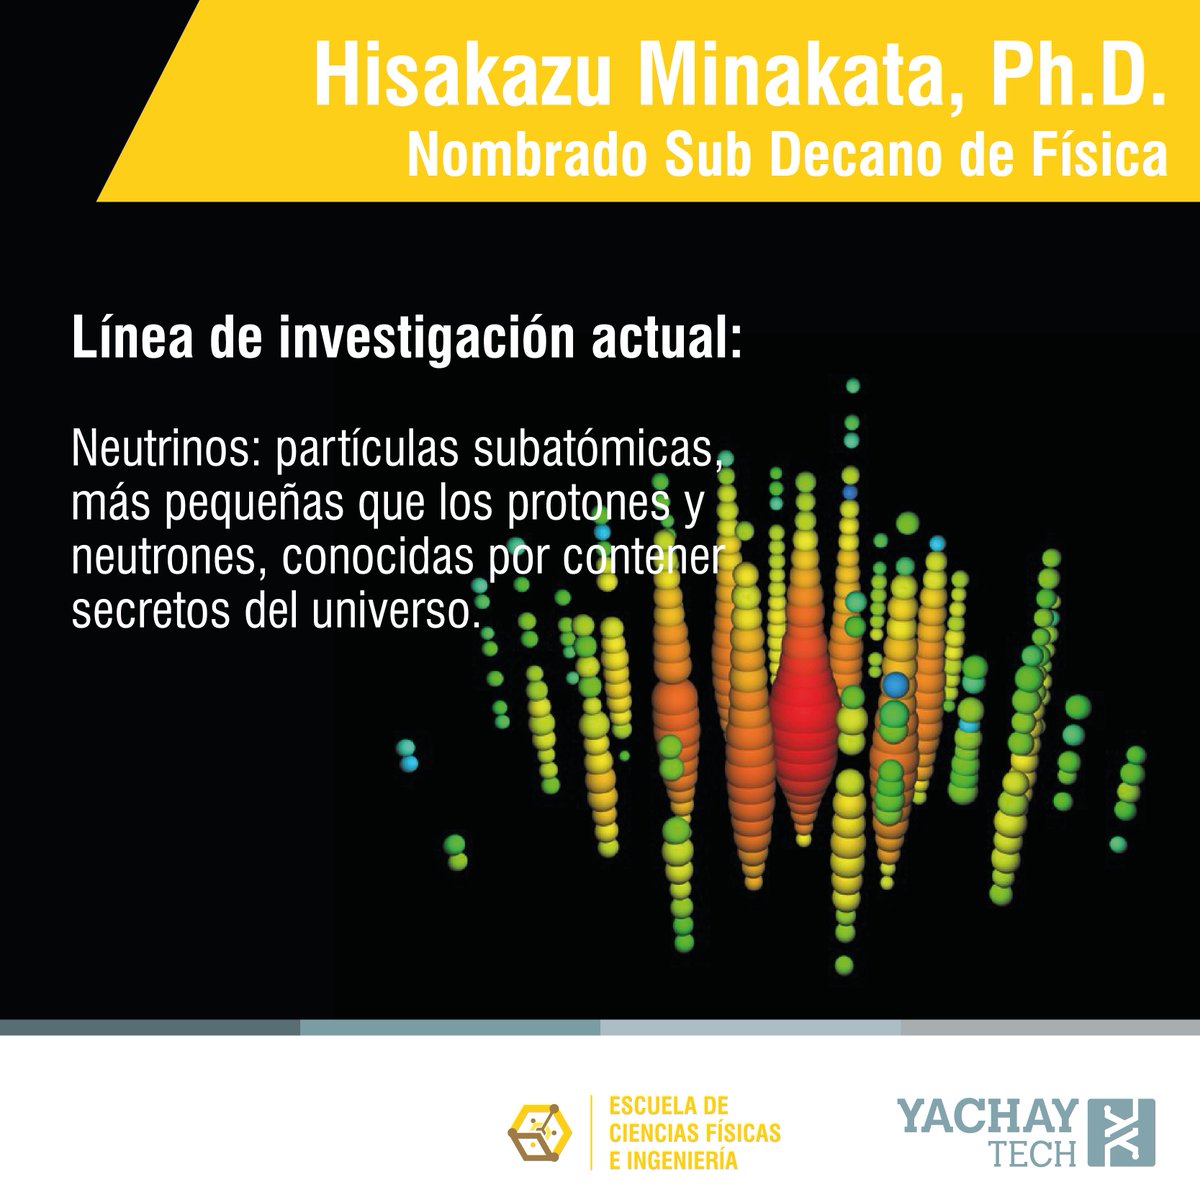 Hisakazu Minakata, Ph.D.
Nombrado Sub Decano de Física
Línea de investigación actual:
Neutrinos: partículas subatómicas,
más pequeñas que los protones y
neutrones, conocidas por contener
secretos del universo.
ESCUELA DE
CIENCIAS FÍSICAS
E INGENIERÍA
YACHAY
TECH